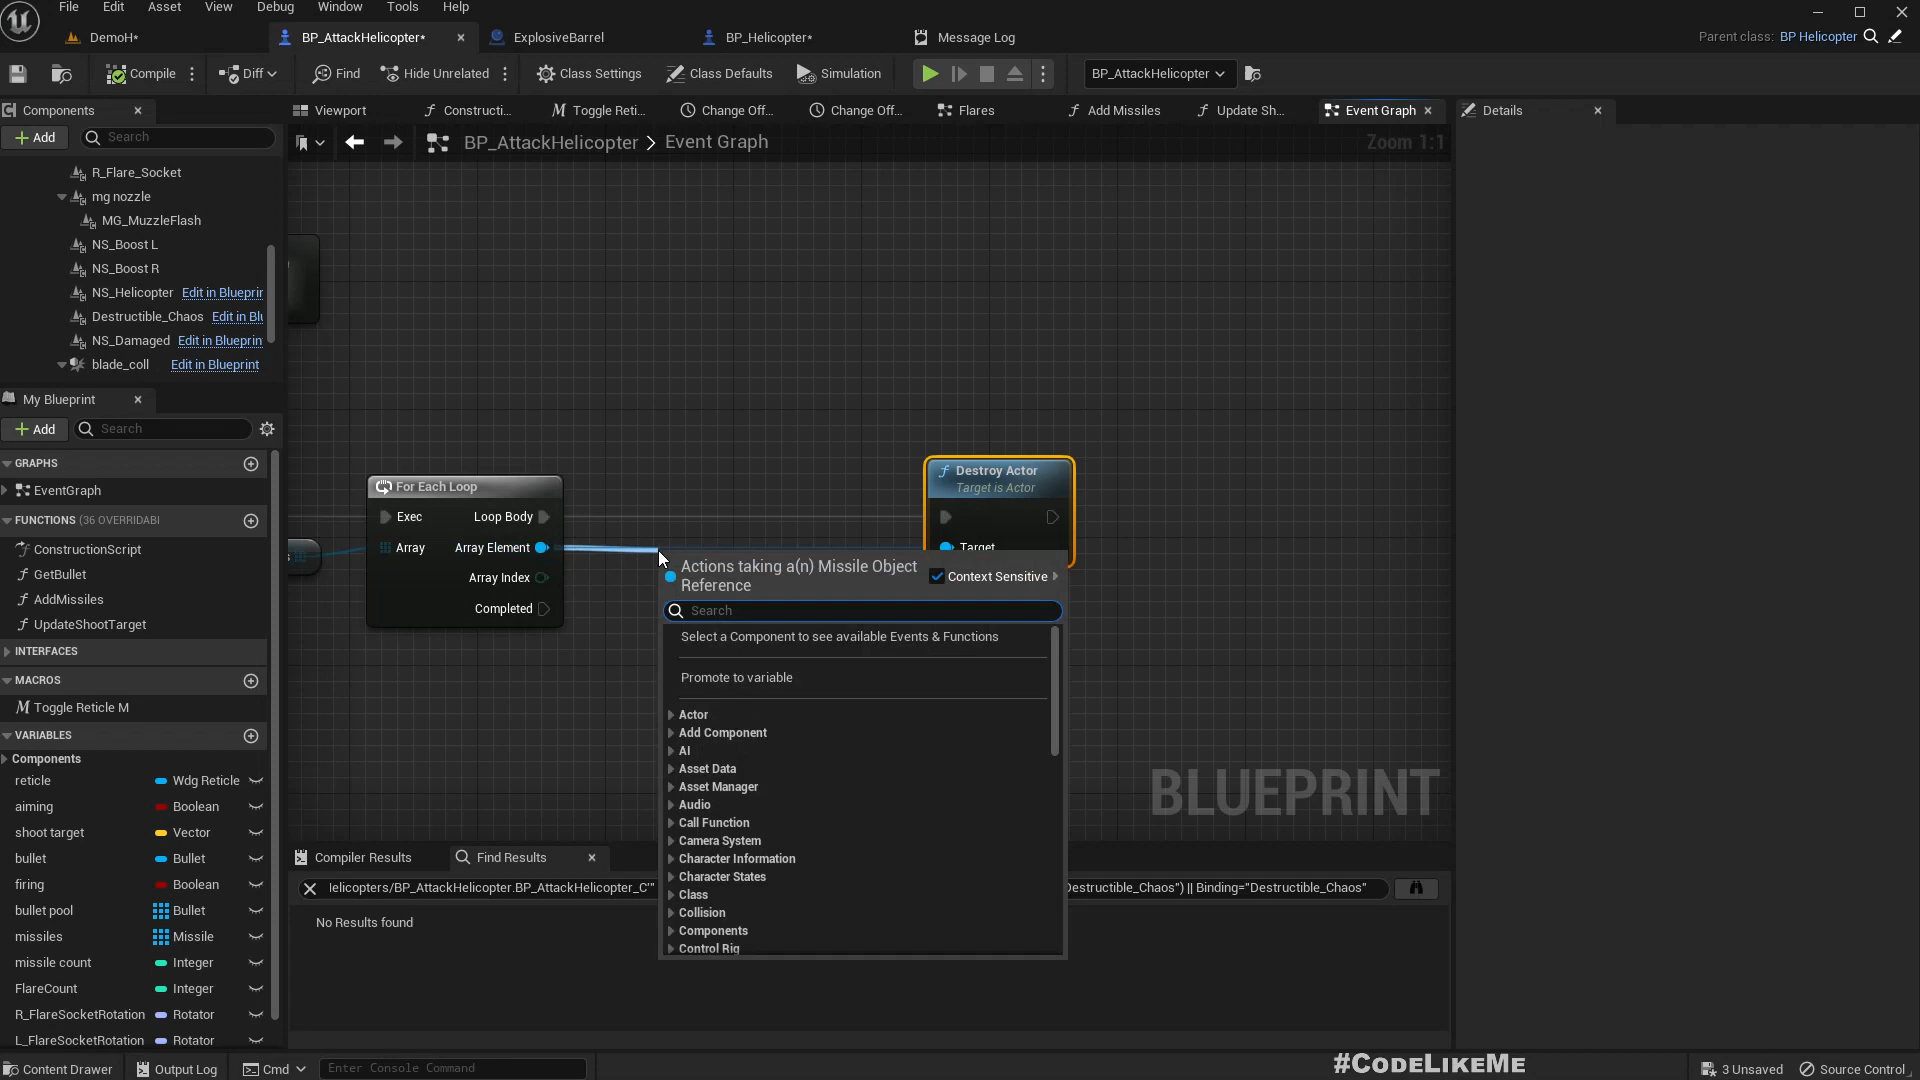 File Edit Asset View Debug Window Tools Help
DemoH* BP_AttackHelicopter* ExplosiveBarrel BP_Helicopter* Message Log Parent class: BP Helicopter
Compile Diff Find Hide Unrelated Class Settings Class Defaults Simulation BP_AttackHelicopter
Components Viewport Constructi... Toggle Reti... Change Off... Change Off... Flares Add Missiles Update Sh... Event Graph Details
Add Search BP_AttackHelicopter > Event Graph Zoom 1:1
R_Flare_Socket
mg nozzle
MG_MuzzleFlash
NS_Boost L
NS_Boost R
NS_Helicopter Edit in Blueprin
Destructible_Chaos Edit in Blu
NS_Damaged Edit in Blueprin
blade_coll Edit in Blueprint
My Blueprint
Add Search
GRAPHS
EventGraph
FUNCTIONS (36 OVERRIDABI
ConstructionScript
GetBullet
AddMissiles
UpdateShootTarget
INTERFACES
MACROS
Toggle Reticle M
VARIABLES
Components
reticle Wdg Reticle
aiming Boolean
shoot target Vector
bullet Bullet
firing Boolean
bullet pool Bullet
missiles Missile
missile count Integer
FlareCount Integer
R_FlareSocketRotation Rotator
L_FlareSocketRotation Rotator
For Each Loop
Exec Loop Body
Array Array Element
Array Index
Completed
Destroy Actor
Target is Actor
Target
Actions taking a(n) Missile Object
Reference
Context Sensitive
Search
Select a Component to see available Events & Functions
Promote to variable
Actor
Add Component
AI
Asset Data
Asset Manager
Audio
Call Function
Camera System
Character Information
Character States
Class
Collision
Components
Control Rig
BLUEPRINT
Compiler Results Find Results
lelicopters/BP_AttackHelicopter.BP_AttackHelicopter_C'" Destructible_Chaos") || Binding="Destructible_Chaos"
No Results found
#CODELIKEME
Content Drawer Output Log Cmd Enter Console Command 3 Unsaved Source Control